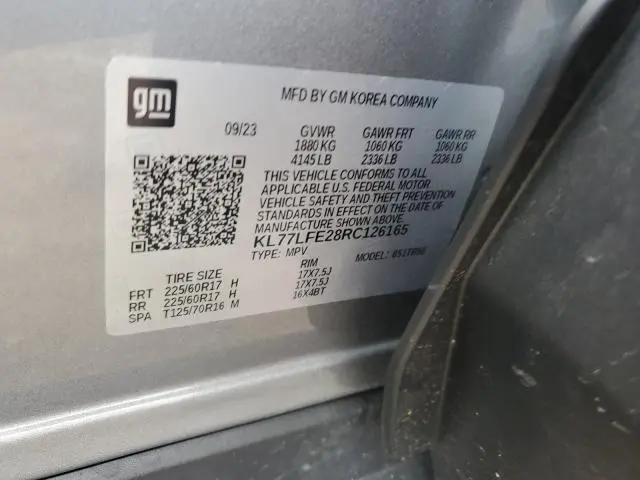 gm
MFD BY GM KOREA COMPANY
09/23 GVWR GAWR FRT GAWR RR
1880 KG 1060 KG 1060 KG
4145 LB 2336 LB 2336 LB
THIS VEHICLE CONFORMS TO ALL
APPLICABLE U.S. FEDERAL MOTOR
VEHICLE SAFETY AND THEFT PREVENTION
STANDARDS IN EFFECT ON THE DATE OF
MANUFACTURE SHOWN ABOVE.
KL77LFE28RC126165
TYPE: MPV MODEL:
TIRE SIZE RIM
FRT 225/60R17 H 17X7.5J
RR 225/60R17 H 17X7.5J
SPA T125/70R16 M 16X4BT